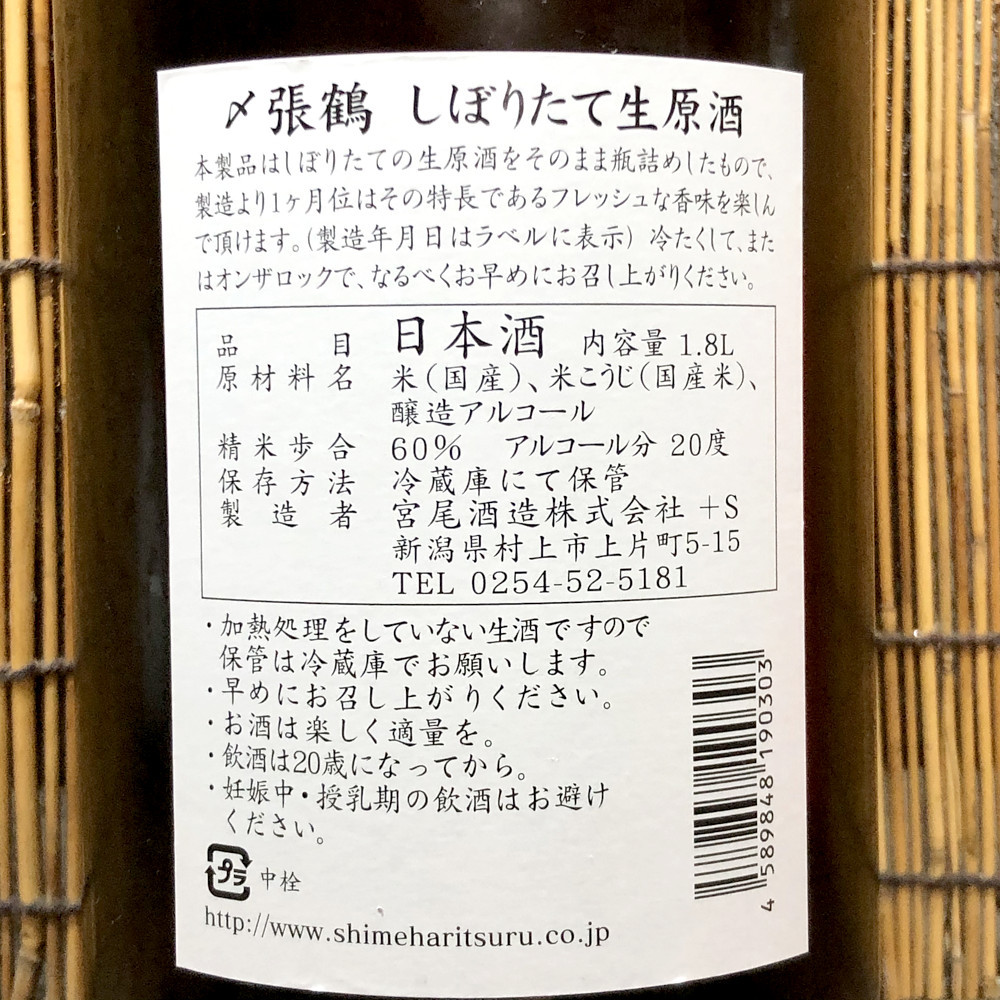 〆張鶴 しぼりたて生原酒
本製品はしぼりたての生原酒をそのまま瓶詰めしたもので、
製造より1ヶ月位はその特長であるフレッシュな香味を楽しん
で頂けます。(製造年月日はラベルに表示) 冷たくして、また
はオンザロックで、なるべくお早めにお召し上がりください。
品目 日本酒 内容量 1.8L
原材料名 米(国産)、米こうじ(国産米)、
醸造アルコール
精米歩合 60% アルコール分 20度
保存方法 冷蔵庫にて保管
製造者 宮尾酒造株式会社 +S
新潟県村上市上片町5-15
TEL 0254-52-5181
・加熱処理をしていない生酒ですので
保管は冷蔵庫でお願いします。
・早めにお召し上がりください。
・お酒は楽しく適量を。
・飲酒は20歳になってから。
・妊娠中・授乳期の飲酒はお避け
ください。
プラ 中栓
http://www.shimeharitsuru.co.jp
4 589848 190303